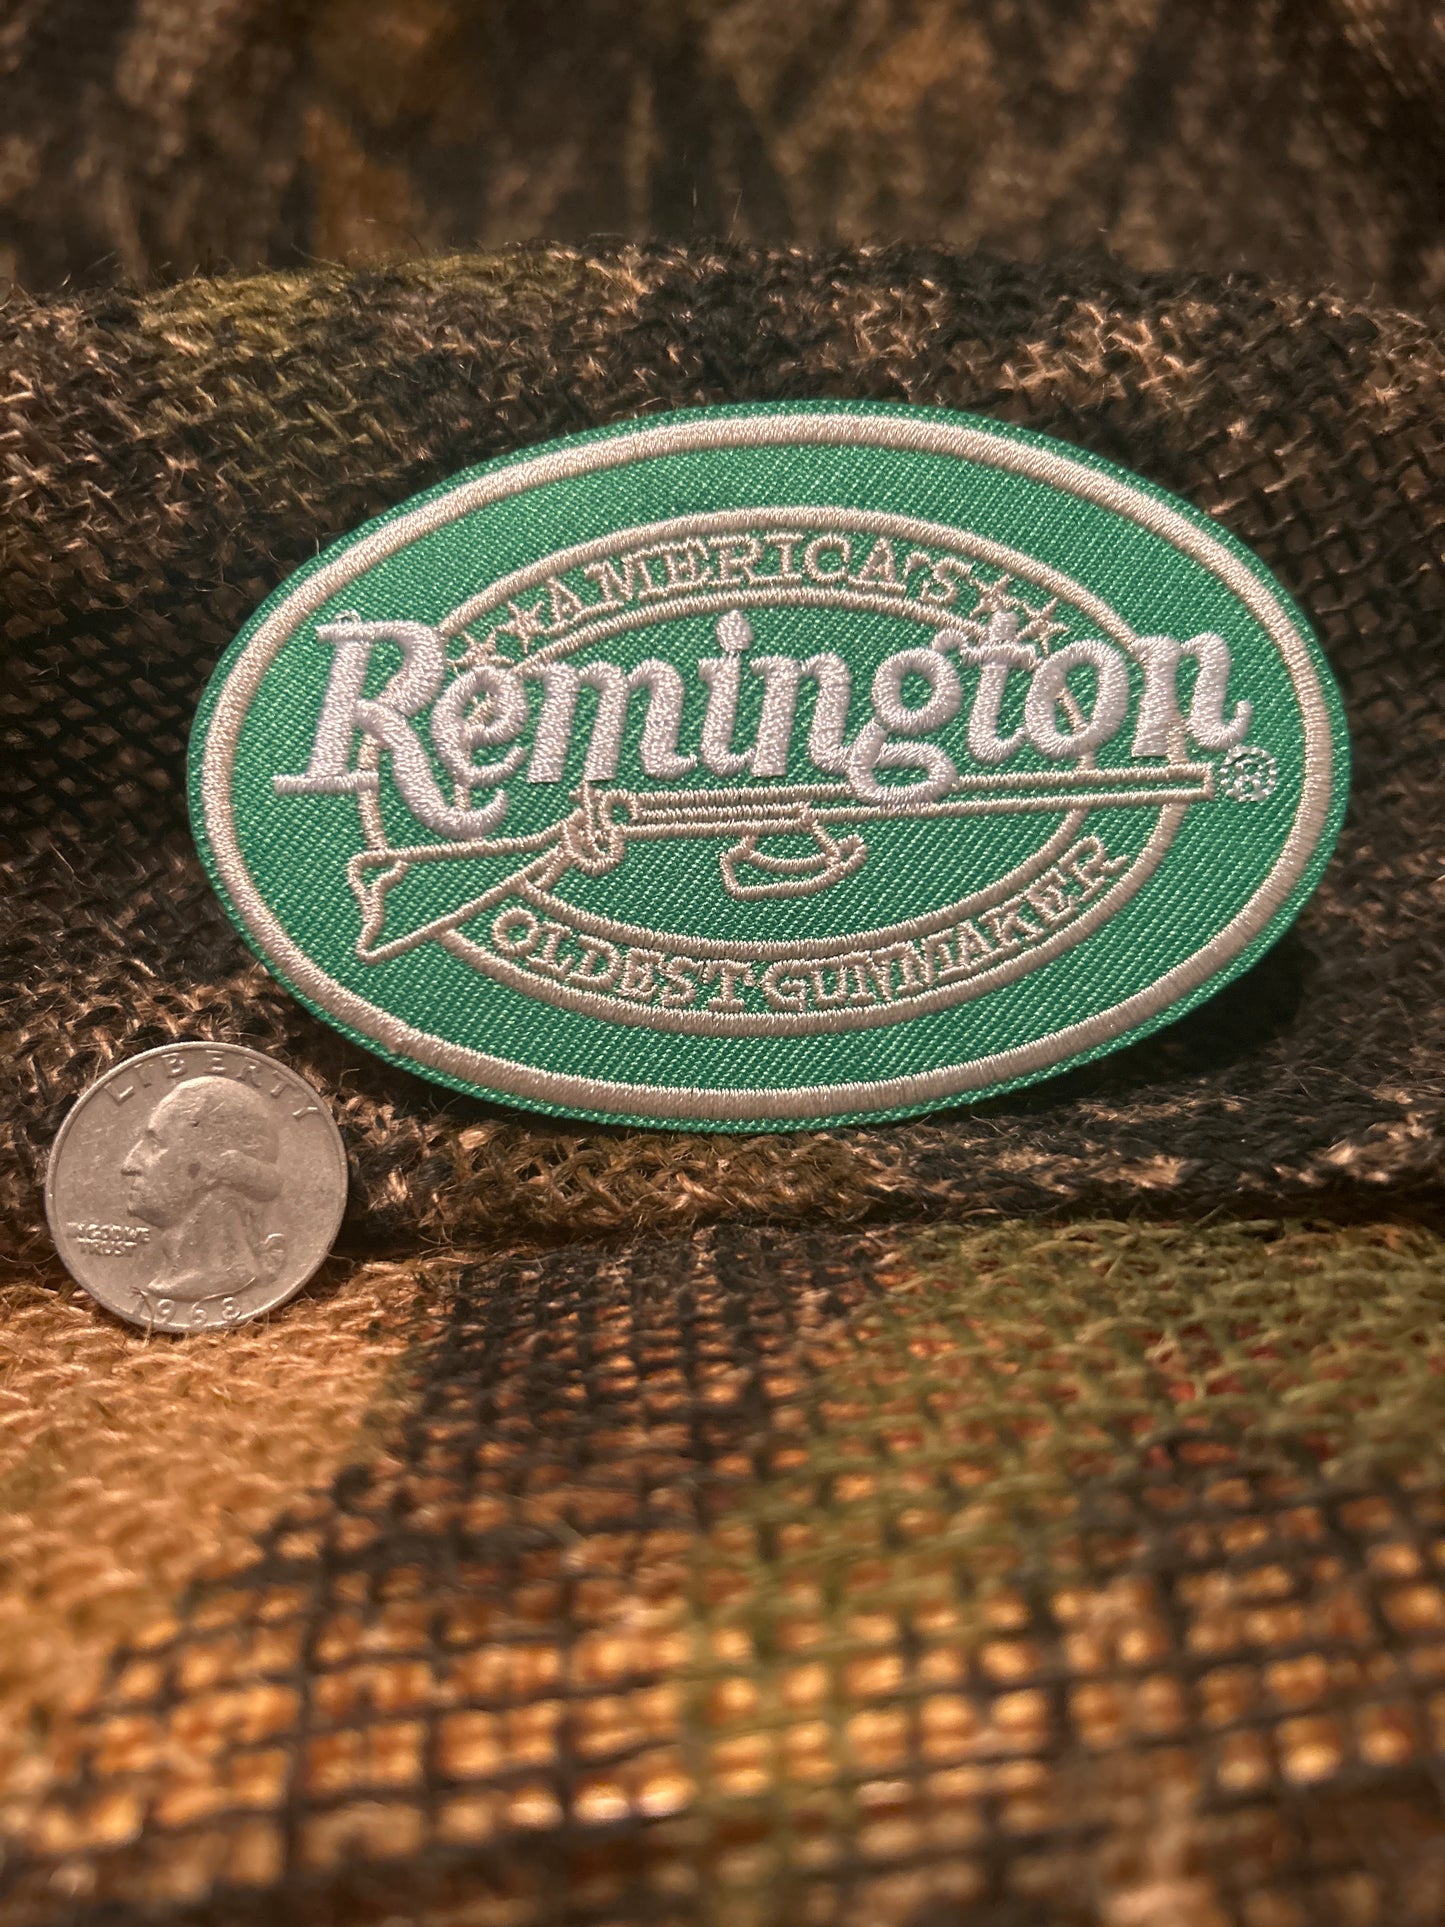 AMERICA'S
Remington®
OLDEST GUNMAKER
LIBERTY
IN GOD WE
TRUST
1968